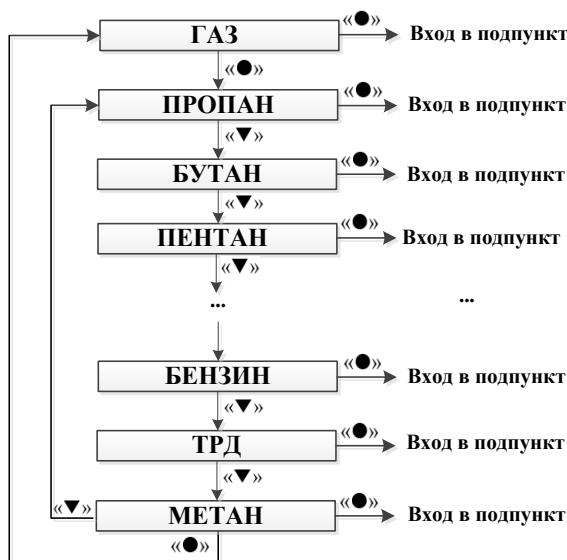 «●»
ГАЗ Вход в подпункт
«●» «●»
ПРОПАН Вход в подпункт
«▼»
«●»
БУТАН Вход в подпункт
«▼»
«●»
ПЕНТАН Вход в подпункт
«▼»
... ...
«●»
БЕНЗИН Вход в подпункт
«▼»
«●»
ТРД Вход в подпункт
«▼»
«▼» «●»
МЕТАН Вход в подпункт
«●»